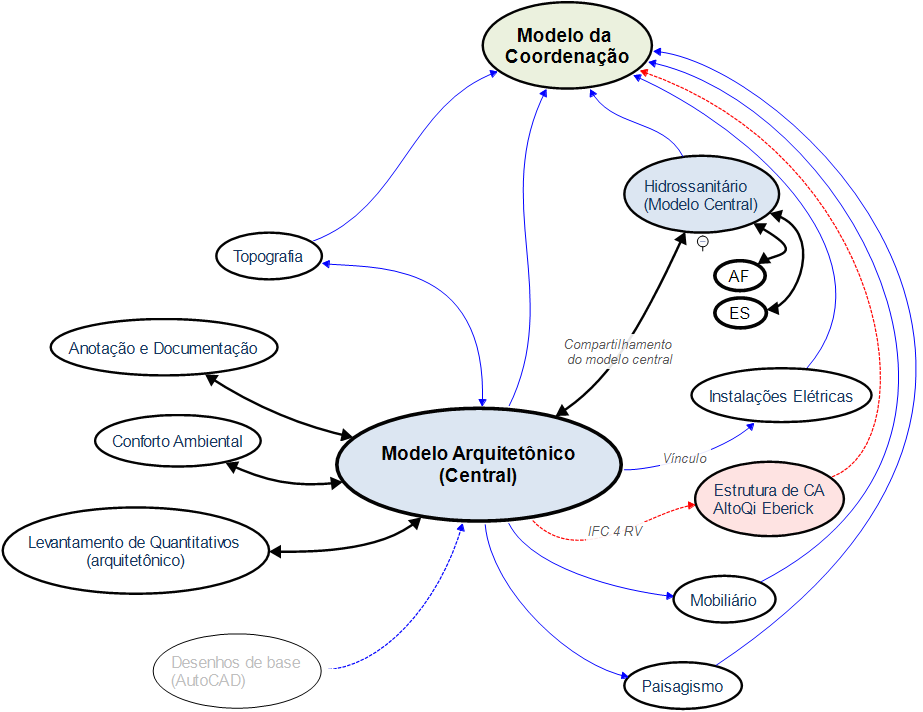 Modelo da
Coordenação
Hidrossanitário
(Modelo Central)
Topografia
AF
ES
Anotação e Documentação
Compartilhamento
do modelo central
Instalações Elétricas
Conforto Ambiental
Modelo Arquitetônico
(Central)
Vínculo
Estrutura de CA
AltoQi Eberick
IFC 4 RV
Levantamento de Quantitativos
(arquitetônico)
Mobiliário
Desenhos de base
(AutoCAD)
Paisagismo